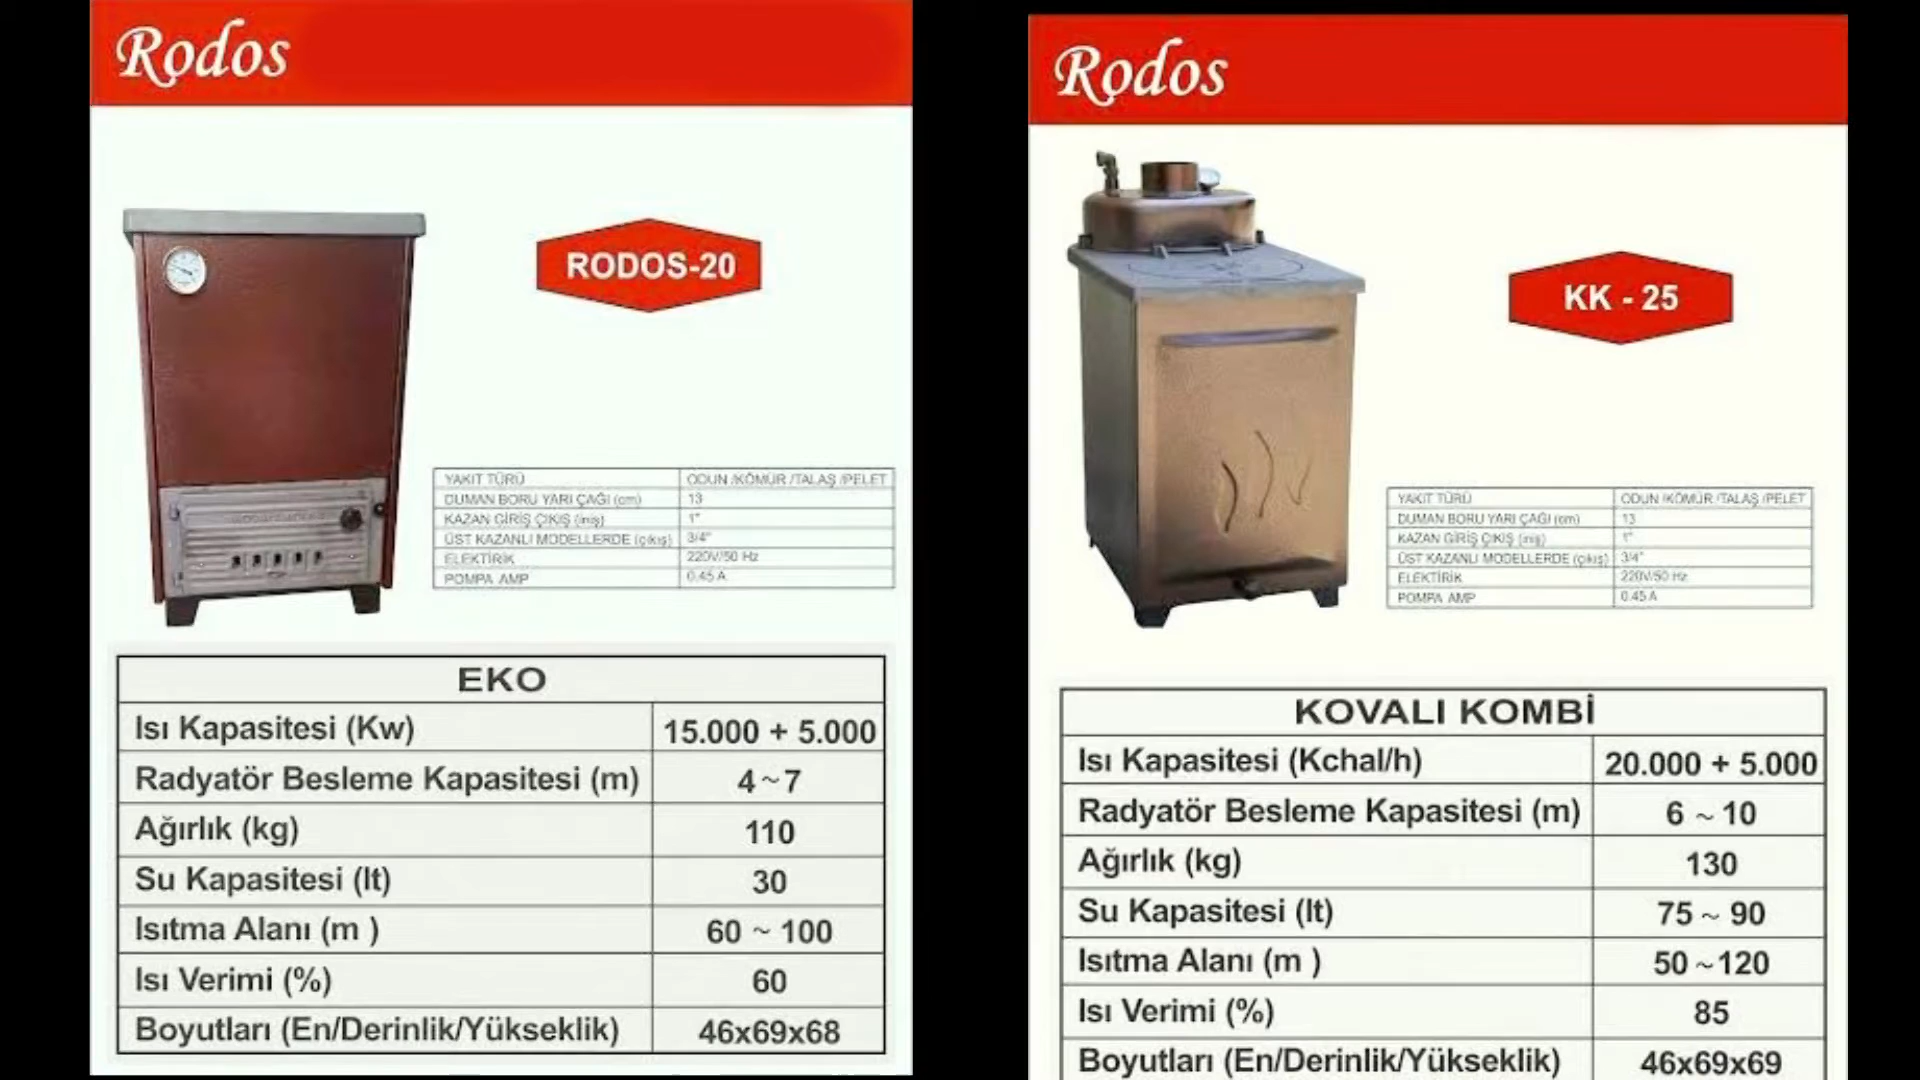 Rodos
RODOS-20
YAKIT TÜRÜ ODUN /KÖMÜR /TALAŞ /PELET
DUMAN BORU YARI ÇAĞI (cm) 13
KAZAN GİRİŞ ÇIKIŞ (iniş) 1"
ÜST KAZANLI MODELLERDE (çıkış) 3/4"
ELEKTİRİK 220V/50 Hz
POMPA AMP 0.45 A
EKO
Isı Kapasitesi (Kw) 15.000 + 5.000
Radyatör Besleme Kapasitesi (m) 4 ~ 7
Ağırlık (kg) 110
Su Kapasitesi (lt) 30
Isıtma Alanı (m ) 60 ~ 100
Isı Verimi (%) 60
Boyutları (En/Derinlik/Yükseklik) 46x69x68
Rodos
KK - 25
YAKIT TÜRÜ ODUN /KÖMÜR /TALAŞ /PELET
DUMAN BORU YARI ÇAĞI (cm) 13
KAZAN GİRİŞ ÇIKIŞ (iniş) 1"
ÜST KAZANLI MODELLERDE (çıkış) 3/4"
ELEKTİRİK 220V/50 Hz
POMPA AMP 0.45 A
KOVALI KOMBİ
Isı Kapasitesi (Kchal/h) 20.000 + 5.000
Radyatör Besleme Kapasitesi (m) 6 ~ 10
Ağırlık (kg) 130
Su Kapasitesi (lt) 75 ~ 90
Isıtma Alanı (m ) 50 ~ 120
Isı Verimi (%) 85
Boyutları (En/Derinlik/Yükseklik) 46x69x69